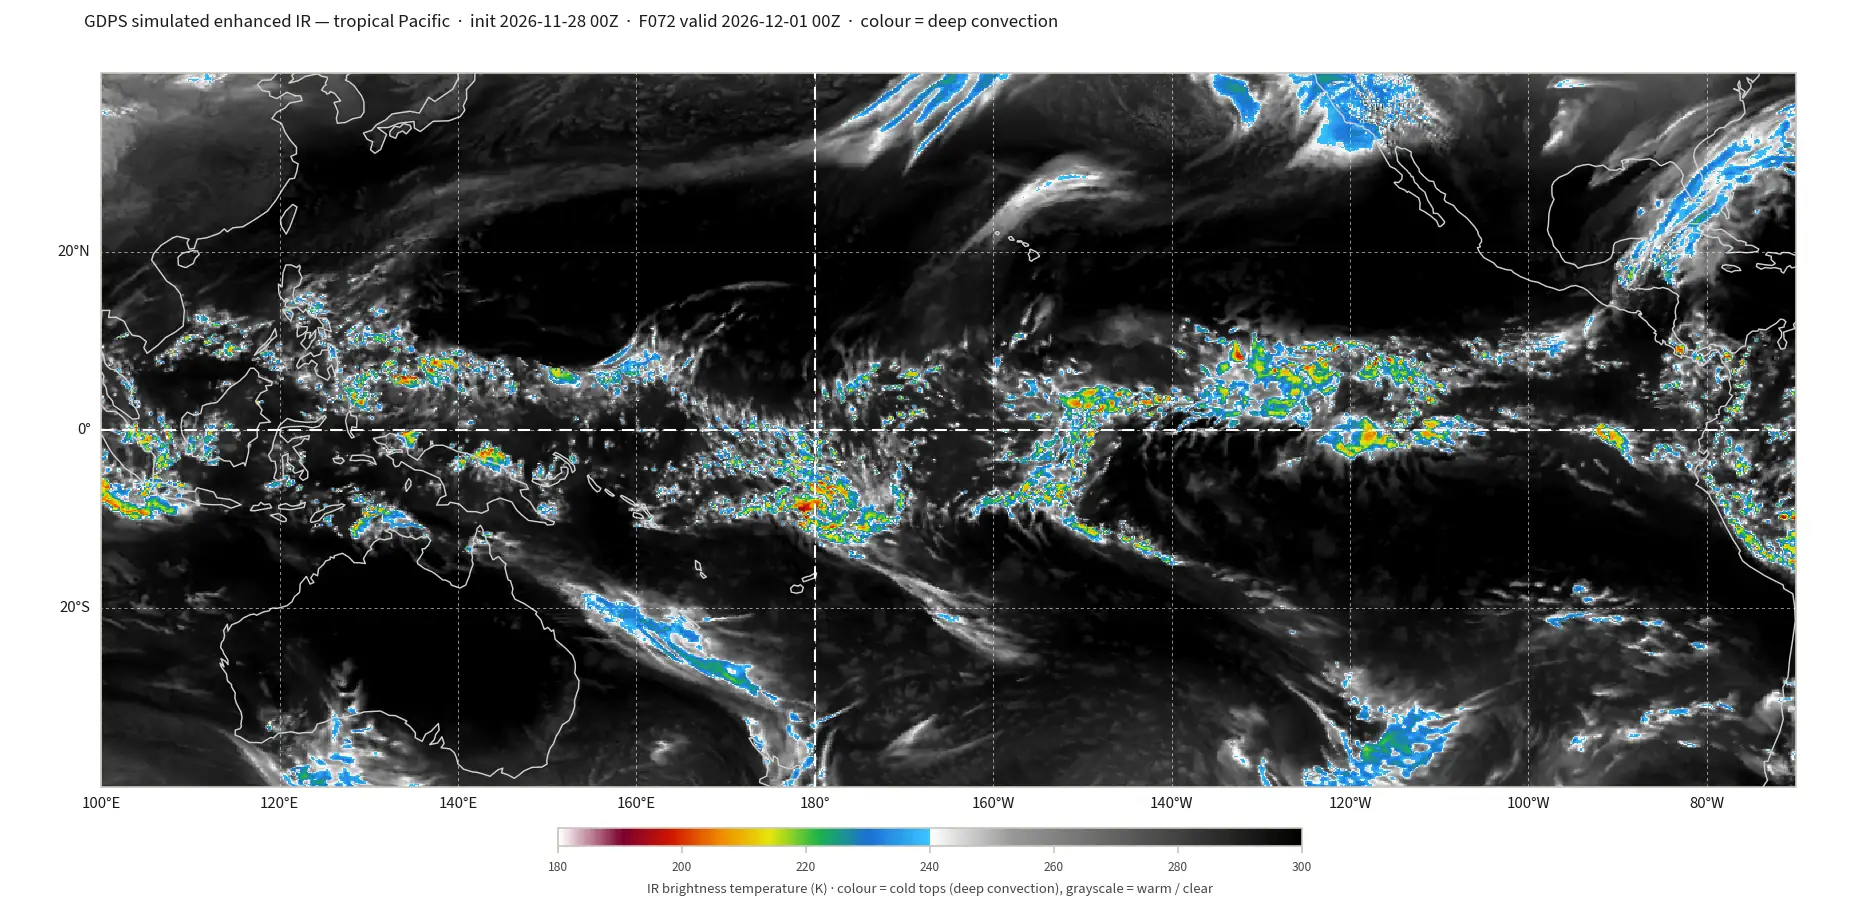 GDPS simulated enhanced IR — tropical Pacific · init 2026-11-28 00Z · F072 valid 2026-12-01 00Z · colour = deep convection
20°N
0°
20°S
100°E 120°E 140°E 160°E 180° 160°W 140°W 120°W 100°W 80°W
180 200 220 240 260 280 300
IR brightness temperature (K) · colour = cold tops (deep convection), grayscale = warm / clear